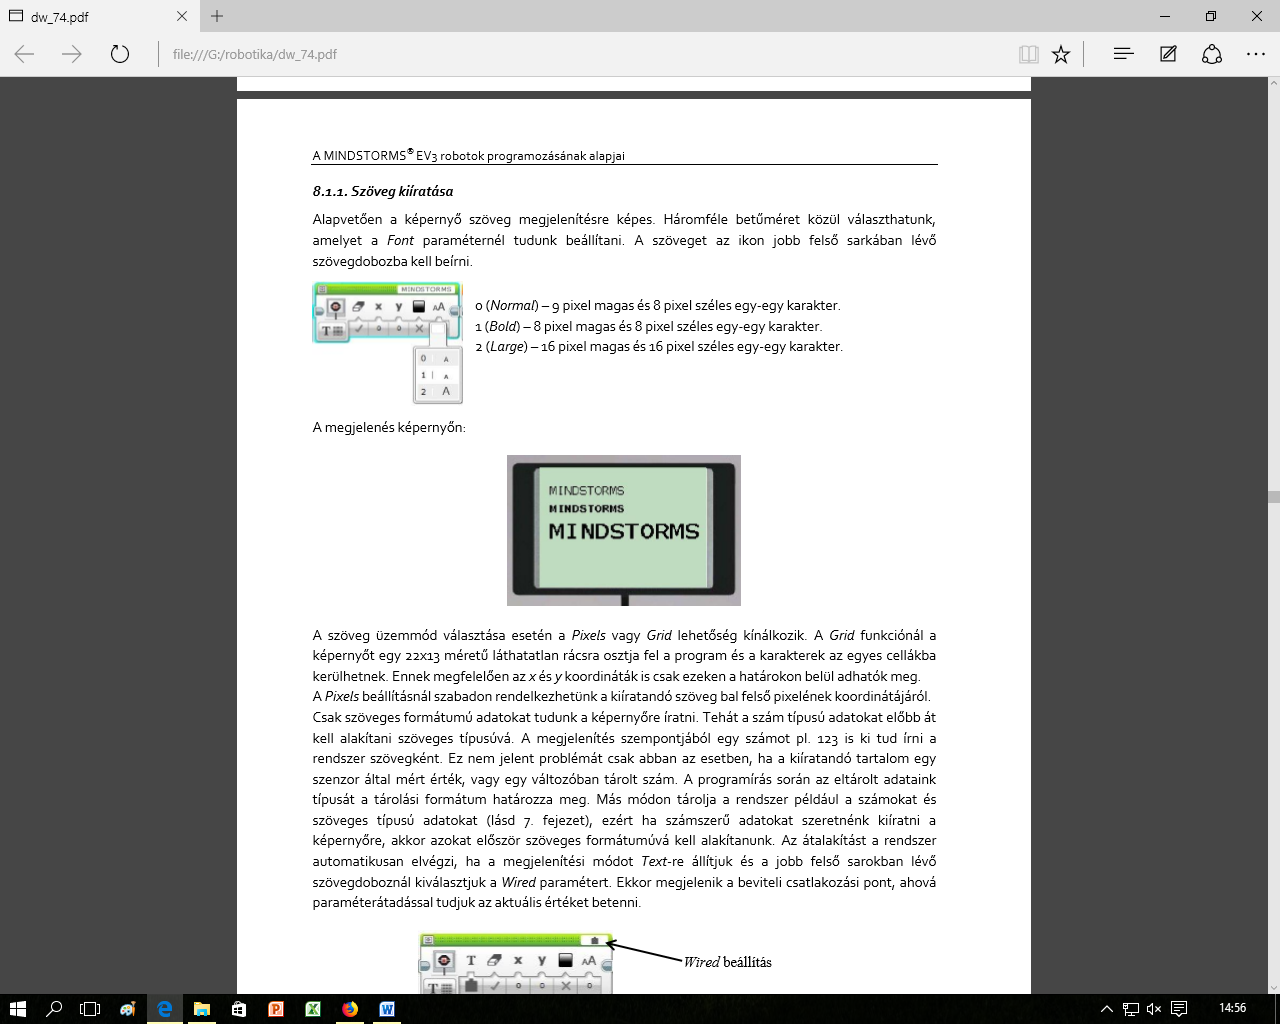 dw_74.pdf
file:///G:/robotika/dw_74.pdf
A MINDSTORMS® EV3 robotok programozásának alapjai
8.1.1. Szöveg kiíratása
Alapvetően a képernyő szöveg megjelenítésre képes. Háromféle betűméret közül választhatunk,
amelyet a Font paraméternél tudunk beállítani. A szöveget az ikon jobb felső sarkában lévő
szövegdobozba kell beírni.
MINDSTORMS
x y AA
T
0 A
1 A
2 A
0 (Normal) – 9 pixel magas és 8 pixel széles egy-egy karakter.
1 (Bold) – 8 pixel magas és 8 pixel széles egy-egy karakter.
2 (Large) – 16 pixel magas és 16 pixel széles egy-egy karakter.
A megjelenés képernyőn:
MINDSTORMS
MINDSTORMS
MINDSTORMS
A szöveg üzemmód választása esetén a Pixels vagy Grid lehetőség kínálkozik. A Grid funkciónál a
képernyőt egy 22x13 méretű láthatatlan rácsra osztja fel a program és a karakterek az egyes cellákba
kerülhetnek. Ennek megfelelően az x és y koordináták is csak ezeken a határokon belül adhatók meg.
A Pixels beállításnál szabadon rendelkezhetünk a kiíratandó szöveg bal felső pixelének koordinátájáról.
Csak szöveges formátumú adatokat tudunk a képernyőre íratni. Tehát a szám típusú adatokat előbb át
kell alakítani szöveges típusúvá. A megjelenítés szempontjából egy számot pl. 123 is ki tud írni a
rendszer szövegként. Ez nem jelent problémát csak abban az esetben, ha a kiíratandó tartalom egy
szenzor által mért érték, vagy egy változóban tárolt szám. A programírás során az eltárolt adataink
típusát a tárolási formátum határozza meg. Más módon tárolja a rendszer például a számokat és
szöveges típusú adatokat (lásd 7. fejezet), ezért ha számszerű adatokat szeretnénk kiíratni a
képernyőre, akkor azokat először szöveges formátumúvá kell alakítanunk. Az átalakítást a rendszer
automatikusan elvégzi, ha a megjelenítési módot Text-re állítjuk és a jobb felső sarokban lévő
szövegdoboznál kiválasztjuk a Wired paramétert. Ekkor megjelenik a beviteli csatlakozási pont, ahová
paraméterátadással tudjuk az aktuális értéket betenni.
T x y AA
T 0 0 0
Wired beállítás
14:56